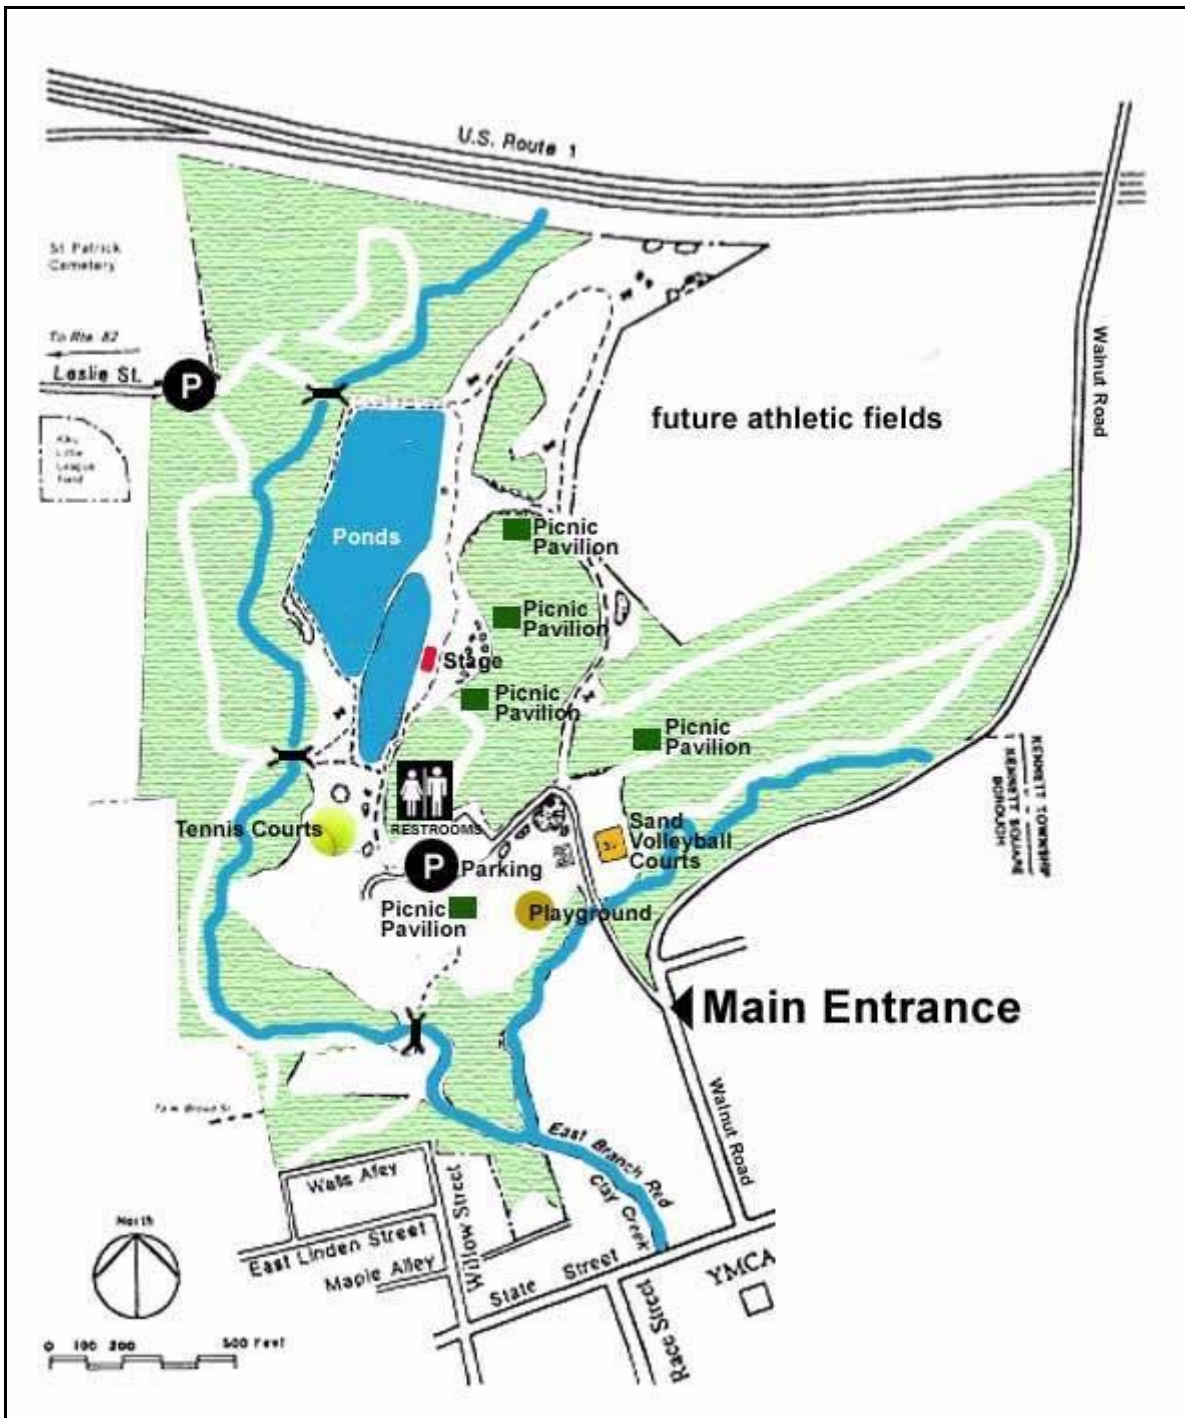 U.S. Route 1
St. Patrick
Cemetery
To Rte. 82
Leslie St.
P
Little
League
Field
Walnut Road
future athletic fields
Ponds
Picnic
Pavilion
Picnic
Pavilion
Stage
Picnic
Pavilion
Picnic
Pavilion
KENNETT TOWNSHIP
KENNETT SQUARE
BOROUGH
RESTROOMS
Tennis Courts
Sand
Volleyball
Courts
P
Parking
Picnic
Pavilion
Playground
Main Entrance
Walnut Road
East Branch Red
Clay Creek
Walls Alley
Willow Street
East Linden Street
Maple Alley
State Street
Race Street
YMCA
North
0 100 200 500 Feet